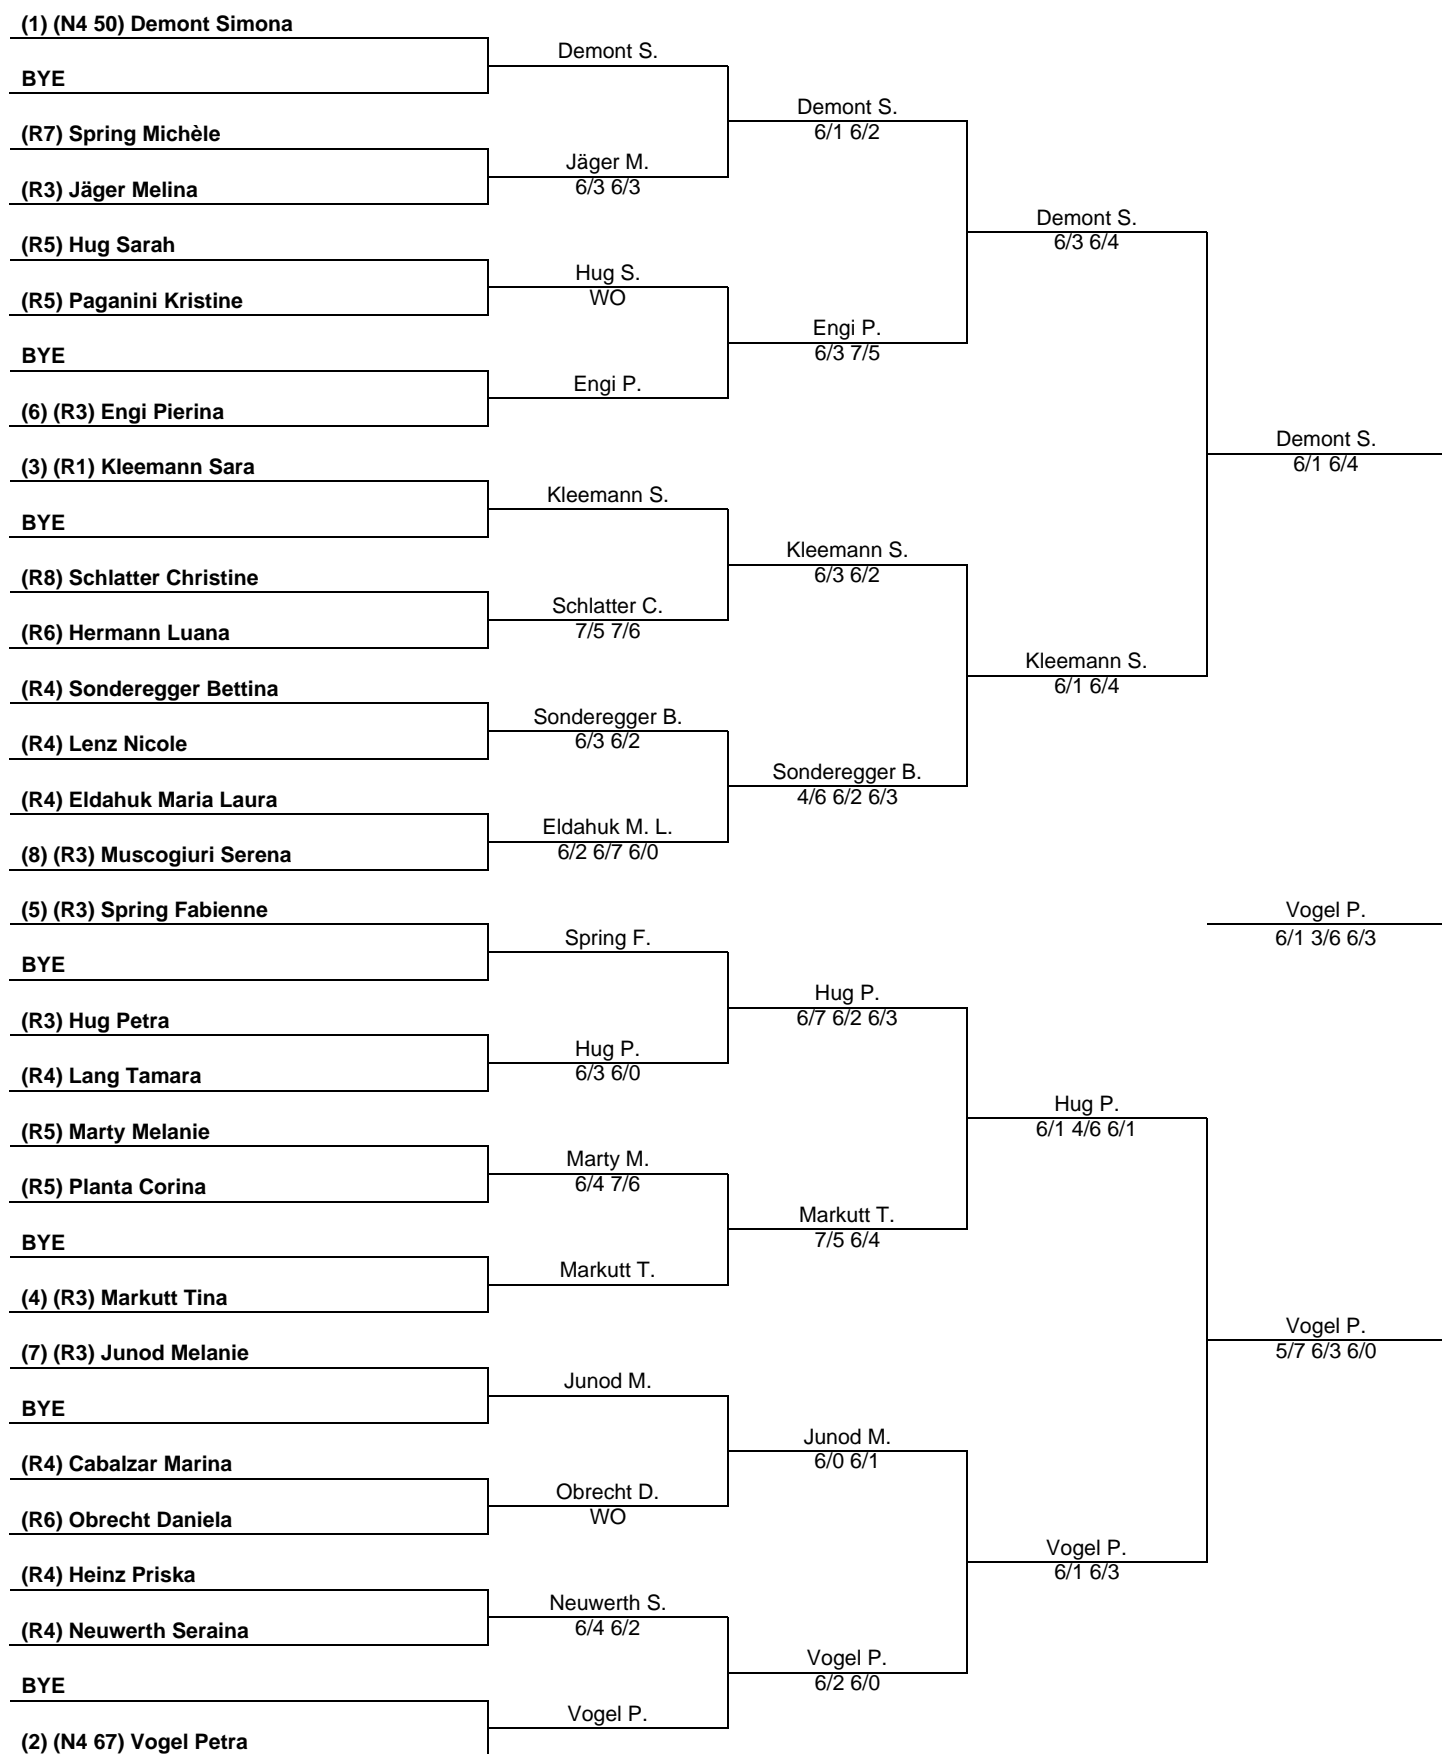 (1) (N4 50) Demont Simona
BYE
(R7) Spring Michèle
(R3) Jäger Melina
(R5) Hug Sarah
(R5) Paganini Kristine
BYE
(6) (R3) Engi Pierina
(3) (R1) Kleemann Sara
BYE
(R8) Schlatter Christine
(R6) Hermann Luana
(R4) Sonderegger Bettina
(R4) Lenz Nicole
(R4) Eldahuk Maria Laura
(8) (R3) Muscogiuri Serena
(5) (R3) Spring Fabienne
BYE
(R3) Hug Petra
(R4) Lang Tamara
(R5) Marty Melanie
(R5) Planta Corina
BYE
(4) (R3) Markutt Tina
(7) (R3) Junod Melanie
BYE
(R4) Cabalzar Marina
(R6) Obrecht Daniela
(R4) Heinz Priska
(R4) Neuwerth Seraina
BYE
(2) (N4 67) Vogel Petra
Demont S.
Jäger M.
6/3 6/3
Hug S.
WO
Engi P.
Kleemann S.
Schlatter C.
7/5 7/6
Sonderegger B.
6/3 6/2
Eldahuk M. L.
6/2 6/7 6/0
Spring F.
Hug P.
6/3 6/0
Marty M.
6/4 7/6
Markutt T.
Junod M.
Obrecht D.
WO
Neuwerth S.
6/4 6/2
Vogel P.
Demont S.
6/1 6/2
Engi P.
6/3 7/5
Kleemann S.
6/3 6/2
Sonderegger B.
4/6 6/2 6/3
Hug P.
6/7 6/2 6/3
Markutt T.
7/5 6/4
Junod M.
6/0 6/1
Vogel P.
6/2 6/0
Demont S.
6/3 6/4
Kleemann S.
6/1 6/4
Hug P.
6/1 4/6 6/1
Vogel P.
6/1 6/3
Demont S.
6/1 6/4
Vogel P.
6/1 3/6 6/3
Vogel P.
5/7 6/3 6/0